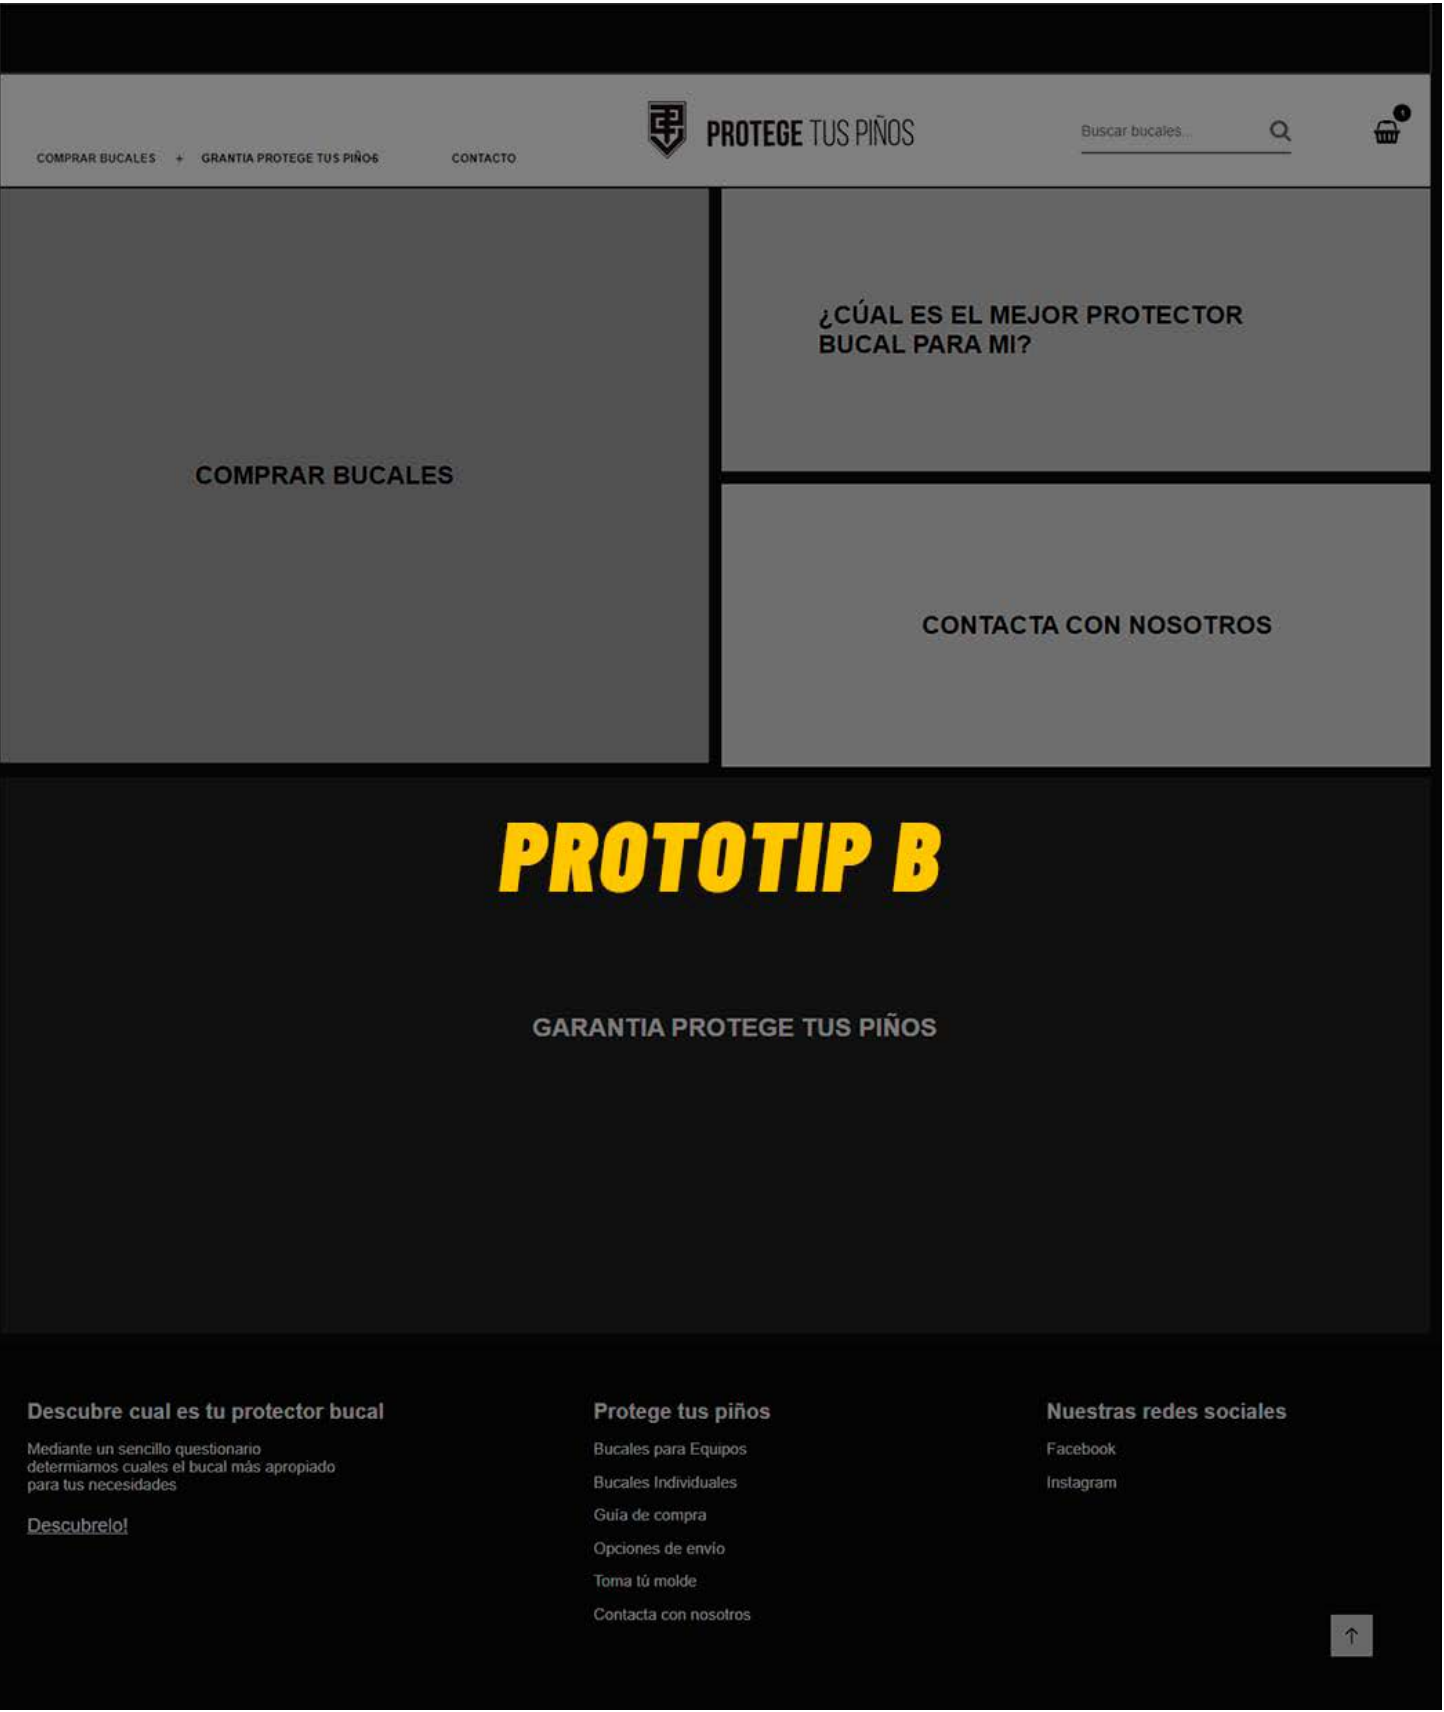 COMPRAR BUCALES + GRANTIA PROTEGE TUS PIÑOS CONTACTO
PROTEGE TUS PIÑOS
Buscar bucales...
1
¿CÚAL ES EL MEJOR PROTECTOR
BUCAL PARA MI?
COMPRAR BUCALES
CONTACTA CON NOSOTROS
PROTOTIP B
GARANTIA PROTEGE TUS PIÑOS
Descubre cual es tu protector bucal
Mediante un sencillo questionario
determiamos cuales el bucal más apropiado
para tus necesidades
Descubrelo!
Protege tus piños
Bucales para Equipos
Bucales Individuales
Guía de compra
Opciones de envío
Toma tú molde
Contacta con nosotros
Nuestras redes sociales
Facebook
Instagram